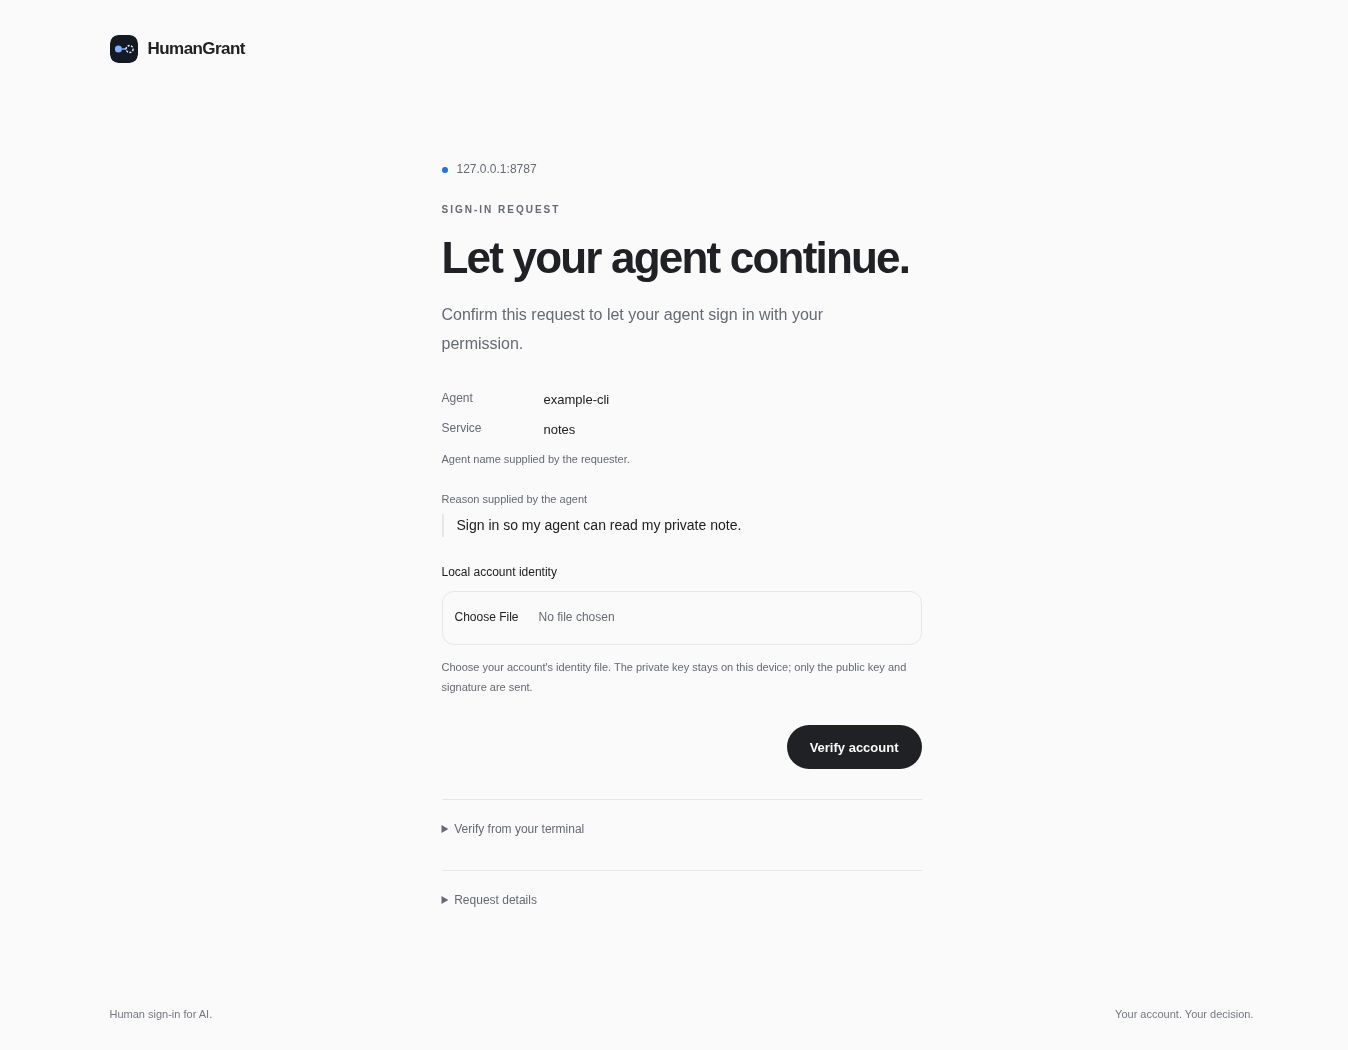 HumanGrant
127.0.0.1:8787
SIGN-IN REQUEST
Let your agent continue.
Confirm this request to let your agent sign in with your
permission.
Agent example-cli
Service notes
Agent name supplied by the requester.
Reason supplied by the agent
Sign in so my agent can read my private note.
Local account identity
Choose File No file chosen
Choose your account's identity file. The private key stays on this device; only the public key and
signature are sent.
Verify account
Verify from your terminal
Request details
Human sign-in for AI. Your account. Your decision.